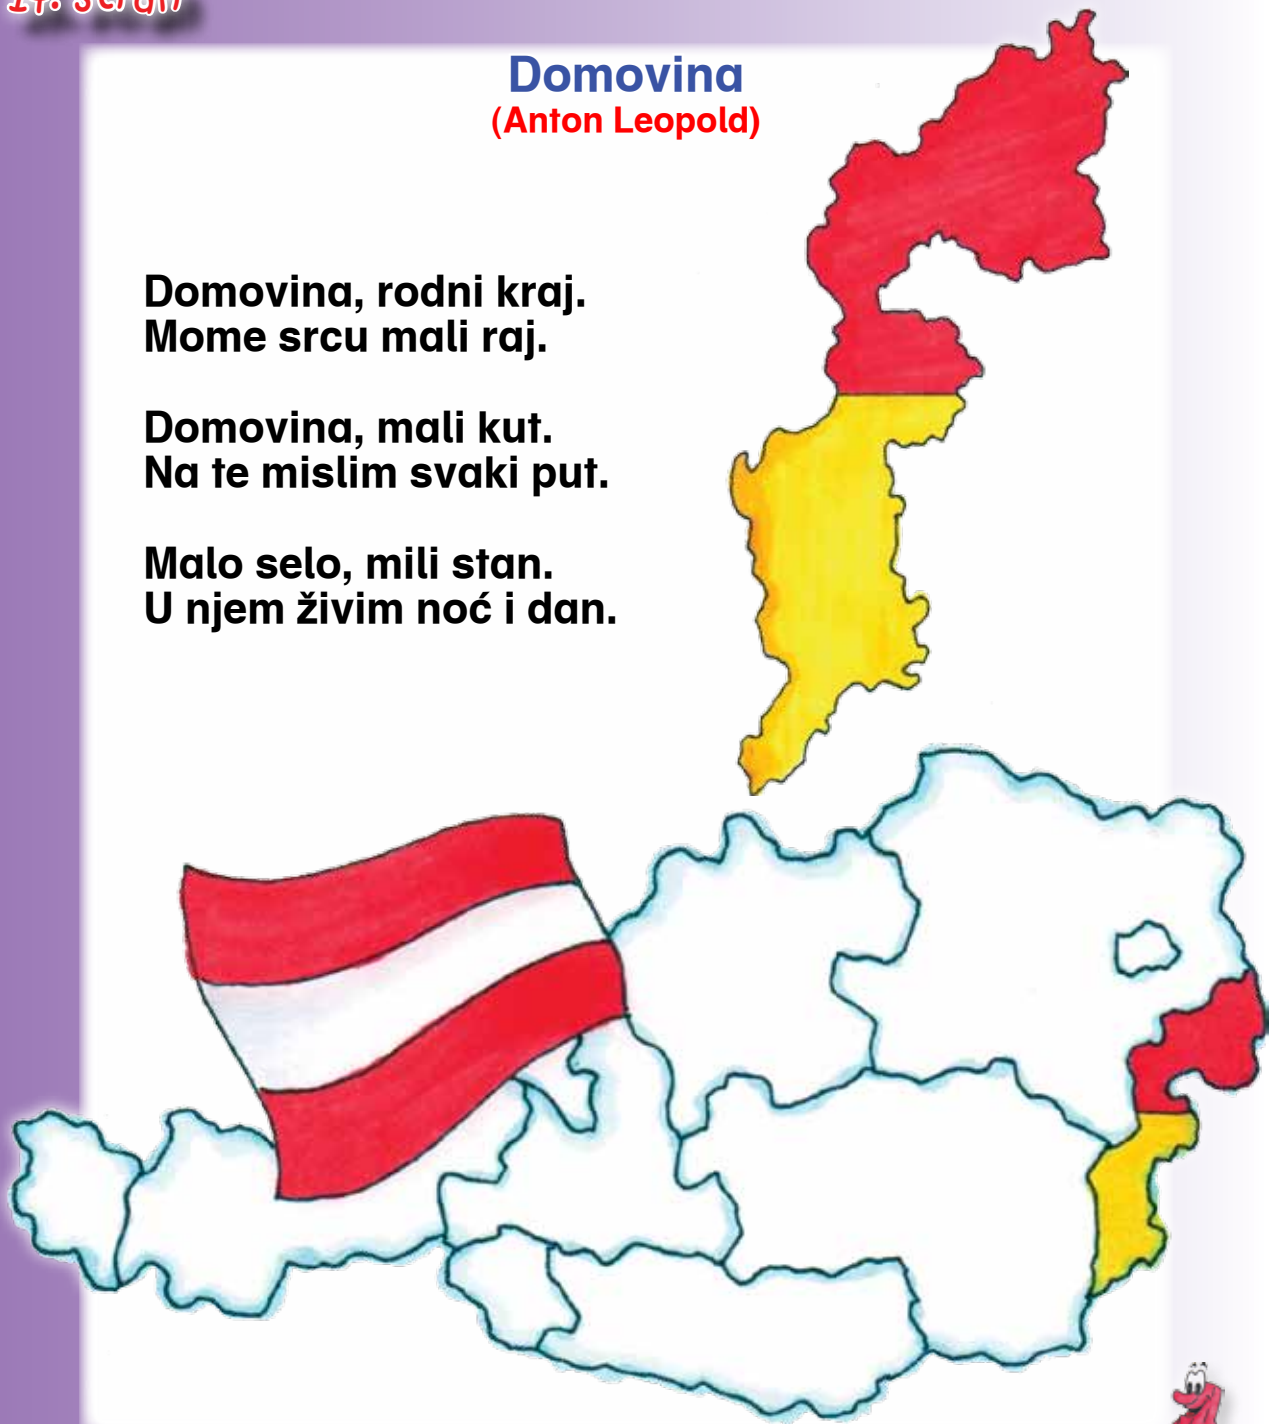 Domovina
(Anton Leopold)
Domovina, rodni kraj.
Mome srcu mali raj.
Domovina, mali kut.
Na te mislim svaki put.
Malo selo, mili stan.
U njem živim noć i dan.